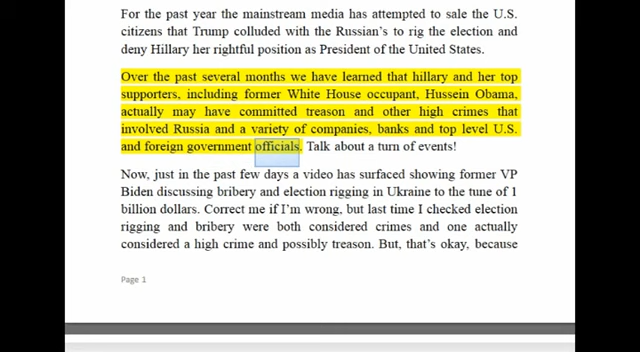 For the past year the mainstream media has attempted to sale the U.S.
citizens that Trump colluded with the Russian's to rig the election and
deny Hillary her rightful position as President of the United States.
Over the past several months we have learned that hillary and her top
supporters, including former White House occupant, Hussein Obama,
actually may have committed treason and other high crimes that
involved Russia and a variety of companies, banks and top level U.S.
and foreign government officials. Talk about a turn of events!
Now, just in the past few days a video has surfaced showing former VP
Biden discussing bribery and election rigging in Ukraine to the tune of 1
billion dollars. Correct me if I'm wrong, but last time I checked election
rigging and bribery were both considered crimes and one actually
considered a high crime and possibly treason. But, that's okay, because
Page 1